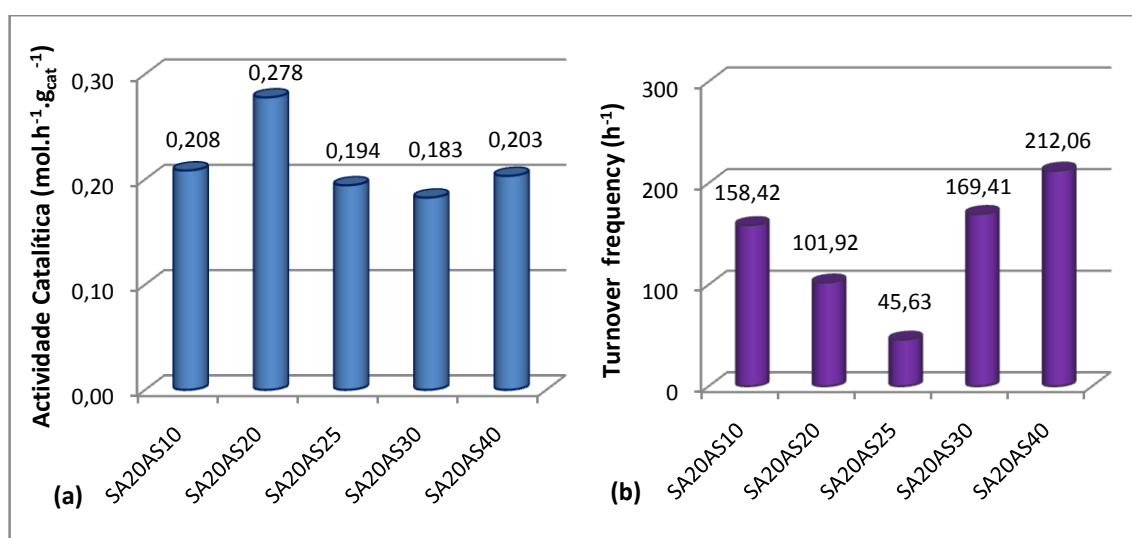 Actividade Catalítica (mol.h⁻¹.g_cat⁻¹)
0,30
0,20
0,10
0,00
0,208
0,278
0,194
0,183
0,203
SA20AS10
SA20AS20
SA20AS25
SA20AS30
SA20AS40
(a)
Turnover frequency (h⁻¹)
300
200
100
0
158,42
101,92
45,63
169,41
212,06
SA20AS10
SA20AS20
SA20AS25
SA20AS30
SA20AS40
(b)